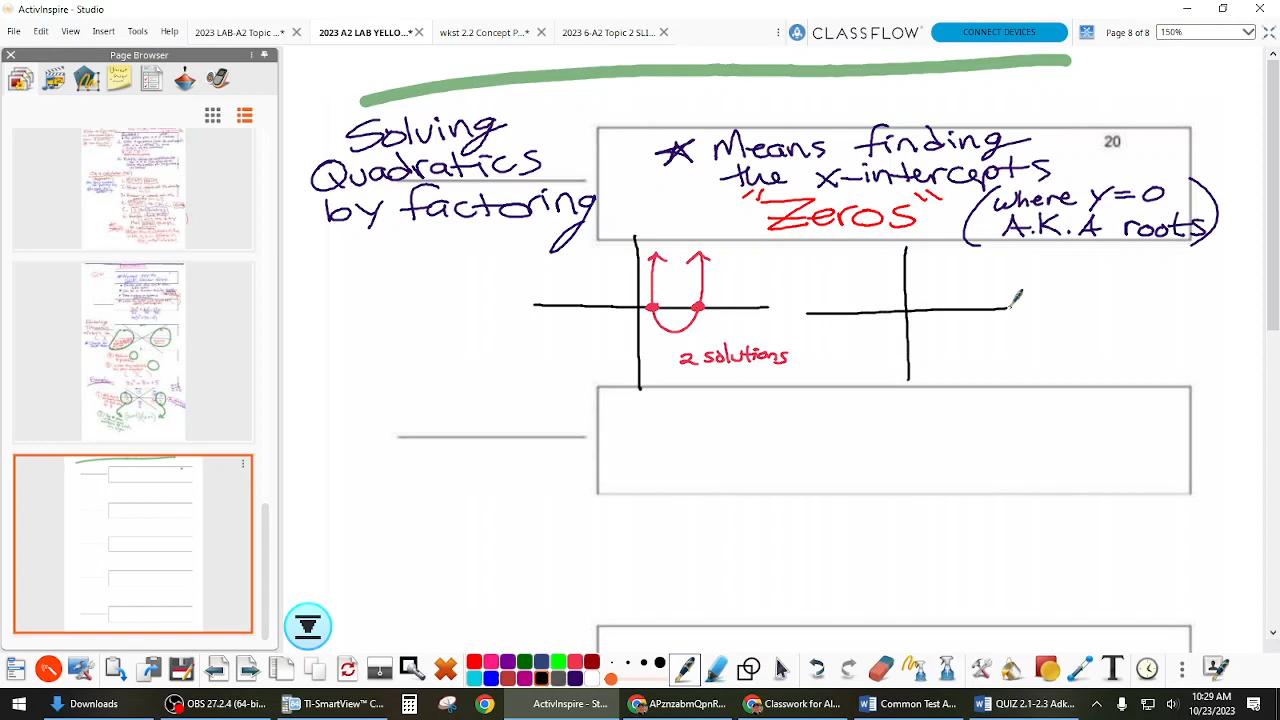 ActivInspire - Studio
File Edit View Insert Tools Help
2023 LAB-A2 Topic ...*
2023 A2 LAB YELLO...*
wkst 2.2 Concept P...*
2023 6-A2 Topic 2 SLI...
CLASSFLOW
CONNECT DEVICES
Page 8 of 8
150%
Page Browser
20
Solving
Quadratics
by factoring
Means finding
the x-intercepts
"Zeros"
(where y=0
A.K.A roots)
2 solutions
Downloads
OBS 27.2.4 (64-bi...
TI-SmartView™ C...
ActivInspire - Studio
APznzabmQpnR...
Classwork for Al...
Common Test An...
QUIZ 2.1-2.3 Adk...
10:29 AM
10/23/2023